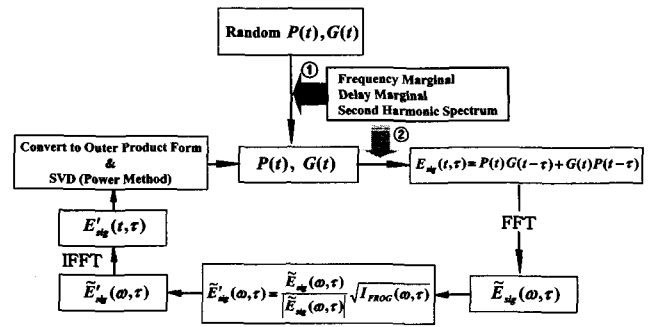 Random P(t), G(t)
①
Frequency Marginal
Delay Marginal
Second Harmonic Spectrum
②
Convert to Outer Product Form
&
SVD (Power Method)
P(t), G(t)
E_sig(t,τ) = P(t)G(t−τ)+G(t)P(t−τ)
FFT
E′_sig(t,τ)
IFFT
Ẽ′_sig(ω,τ)
Ẽ′_sig(ω,τ) = Ẽ_sig(ω,τ) / |Ẽ_sig(ω,τ)| √I_FROG(ω,τ)
Ẽ_sig(ω,τ)